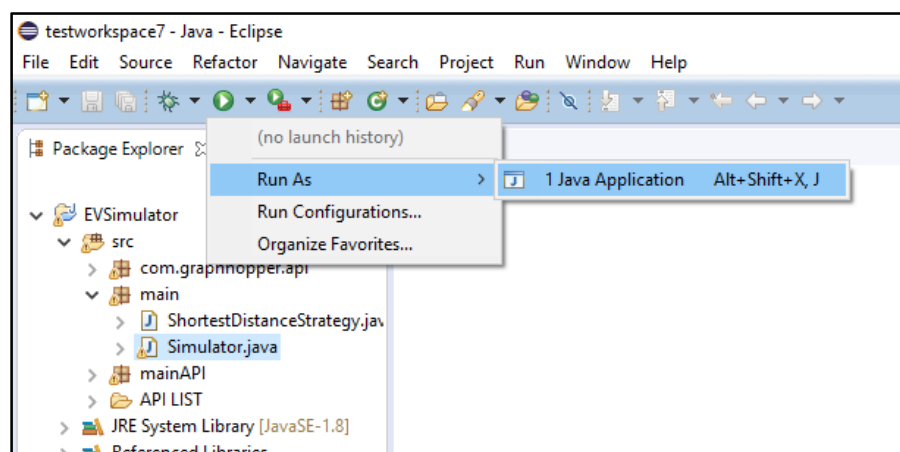 testworkspace7 - Java - Eclipse
File Edit Source Refactor Navigate Search Project Run Window Help
Package Explorer
(no launch history)
Run As
1 Java Application Alt+Shift+X, J
Run Configurations...
Organize Favorites...
EVSimulator
src
com.graphhopper.api
main
ShortestDistanceStrategy.jav
Simulator.java
mainAPI
API LIST
JRE System Library [JavaSE-1.8]
Referenced Libraries